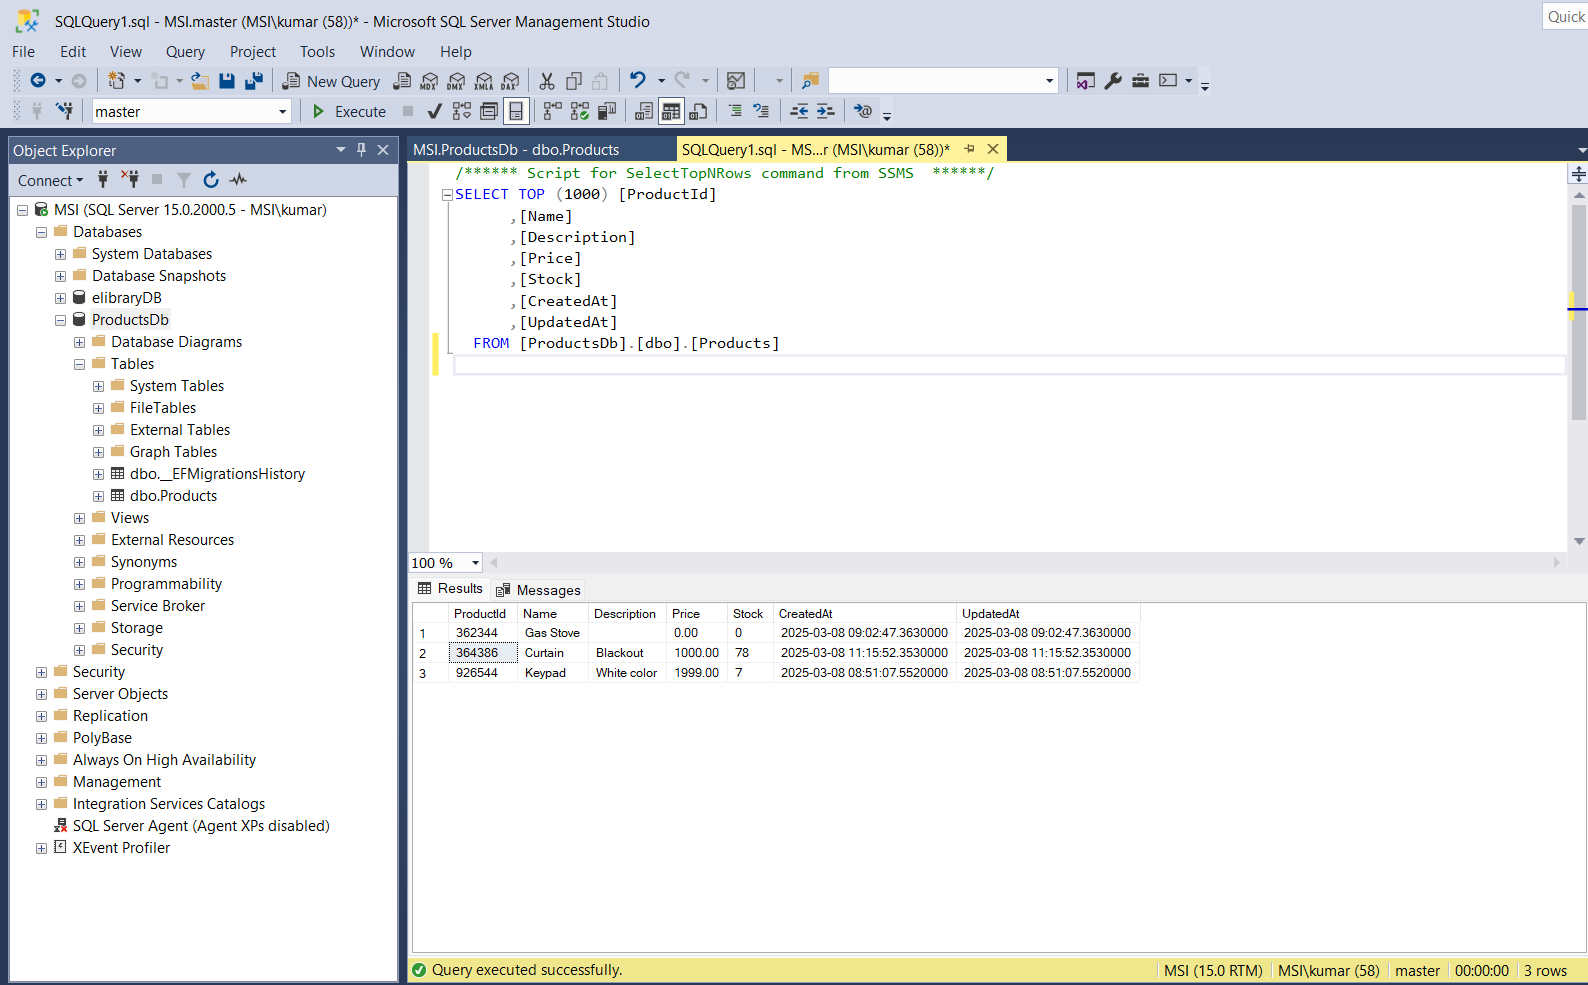 SQLQuery1.sql - MSI.master (MSI\kumar (58))* - Microsoft SQL Server Management Studio
Quick
File Edit View Query Project Tools Window Help
New Query MDX DMX XMLA DAX
master Execute
Object Explorer
Connect
MSI (SQL Server 15.0.2000.5 - MSI\kumar)
Databases
System Databases
Database Snapshots
elibraryDB
ProductsDb
Database Diagrams
Tables
System Tables
FileTables
External Tables
Graph Tables
dbo.__EFMigrationsHistory
dbo.Products
Views
External Resources
Synonyms
Programmability
Service Broker
Storage
Security
Security
Server Objects
Replication
PolyBase
Always On High Availability
Management
Integration Services Catalogs
SQL Server Agent (Agent XPs disabled)
XEvent Profiler
MSI.ProductsDb - dbo.Products
SQLQuery1.sql - MS...r (MSI\kumar (58))*
/****** Script for SelectTopNRows command from SSMS ******/
SELECT TOP (1000) [ProductId]
,[Name]
,[Description]
,[Price]
,[Stock]
,[CreatedAt]
,[UpdatedAt]
FROM [ProductsDb].[dbo].[Products]
100 %
Results Messages
ProductId Name Description Price Stock CreatedAt UpdatedAt
1 362344 Gas Stove 0.00 0 2025-03-08 09:02:47.3630000 2025-03-08 09:02:47.3630000
2 364386 Curtain Blackout 1000.00 78 2025-03-08 11:15:52.3530000 2025-03-08 11:15:52.3530000
3 926544 Keypad White color 1999.00 7 2025-03-08 08:51:07.5520000 2025-03-08 08:51:07.5520000
Query executed successfully. MSI (15.0 RTM) MSI\kumar (58) master 00:00:00 3 rows